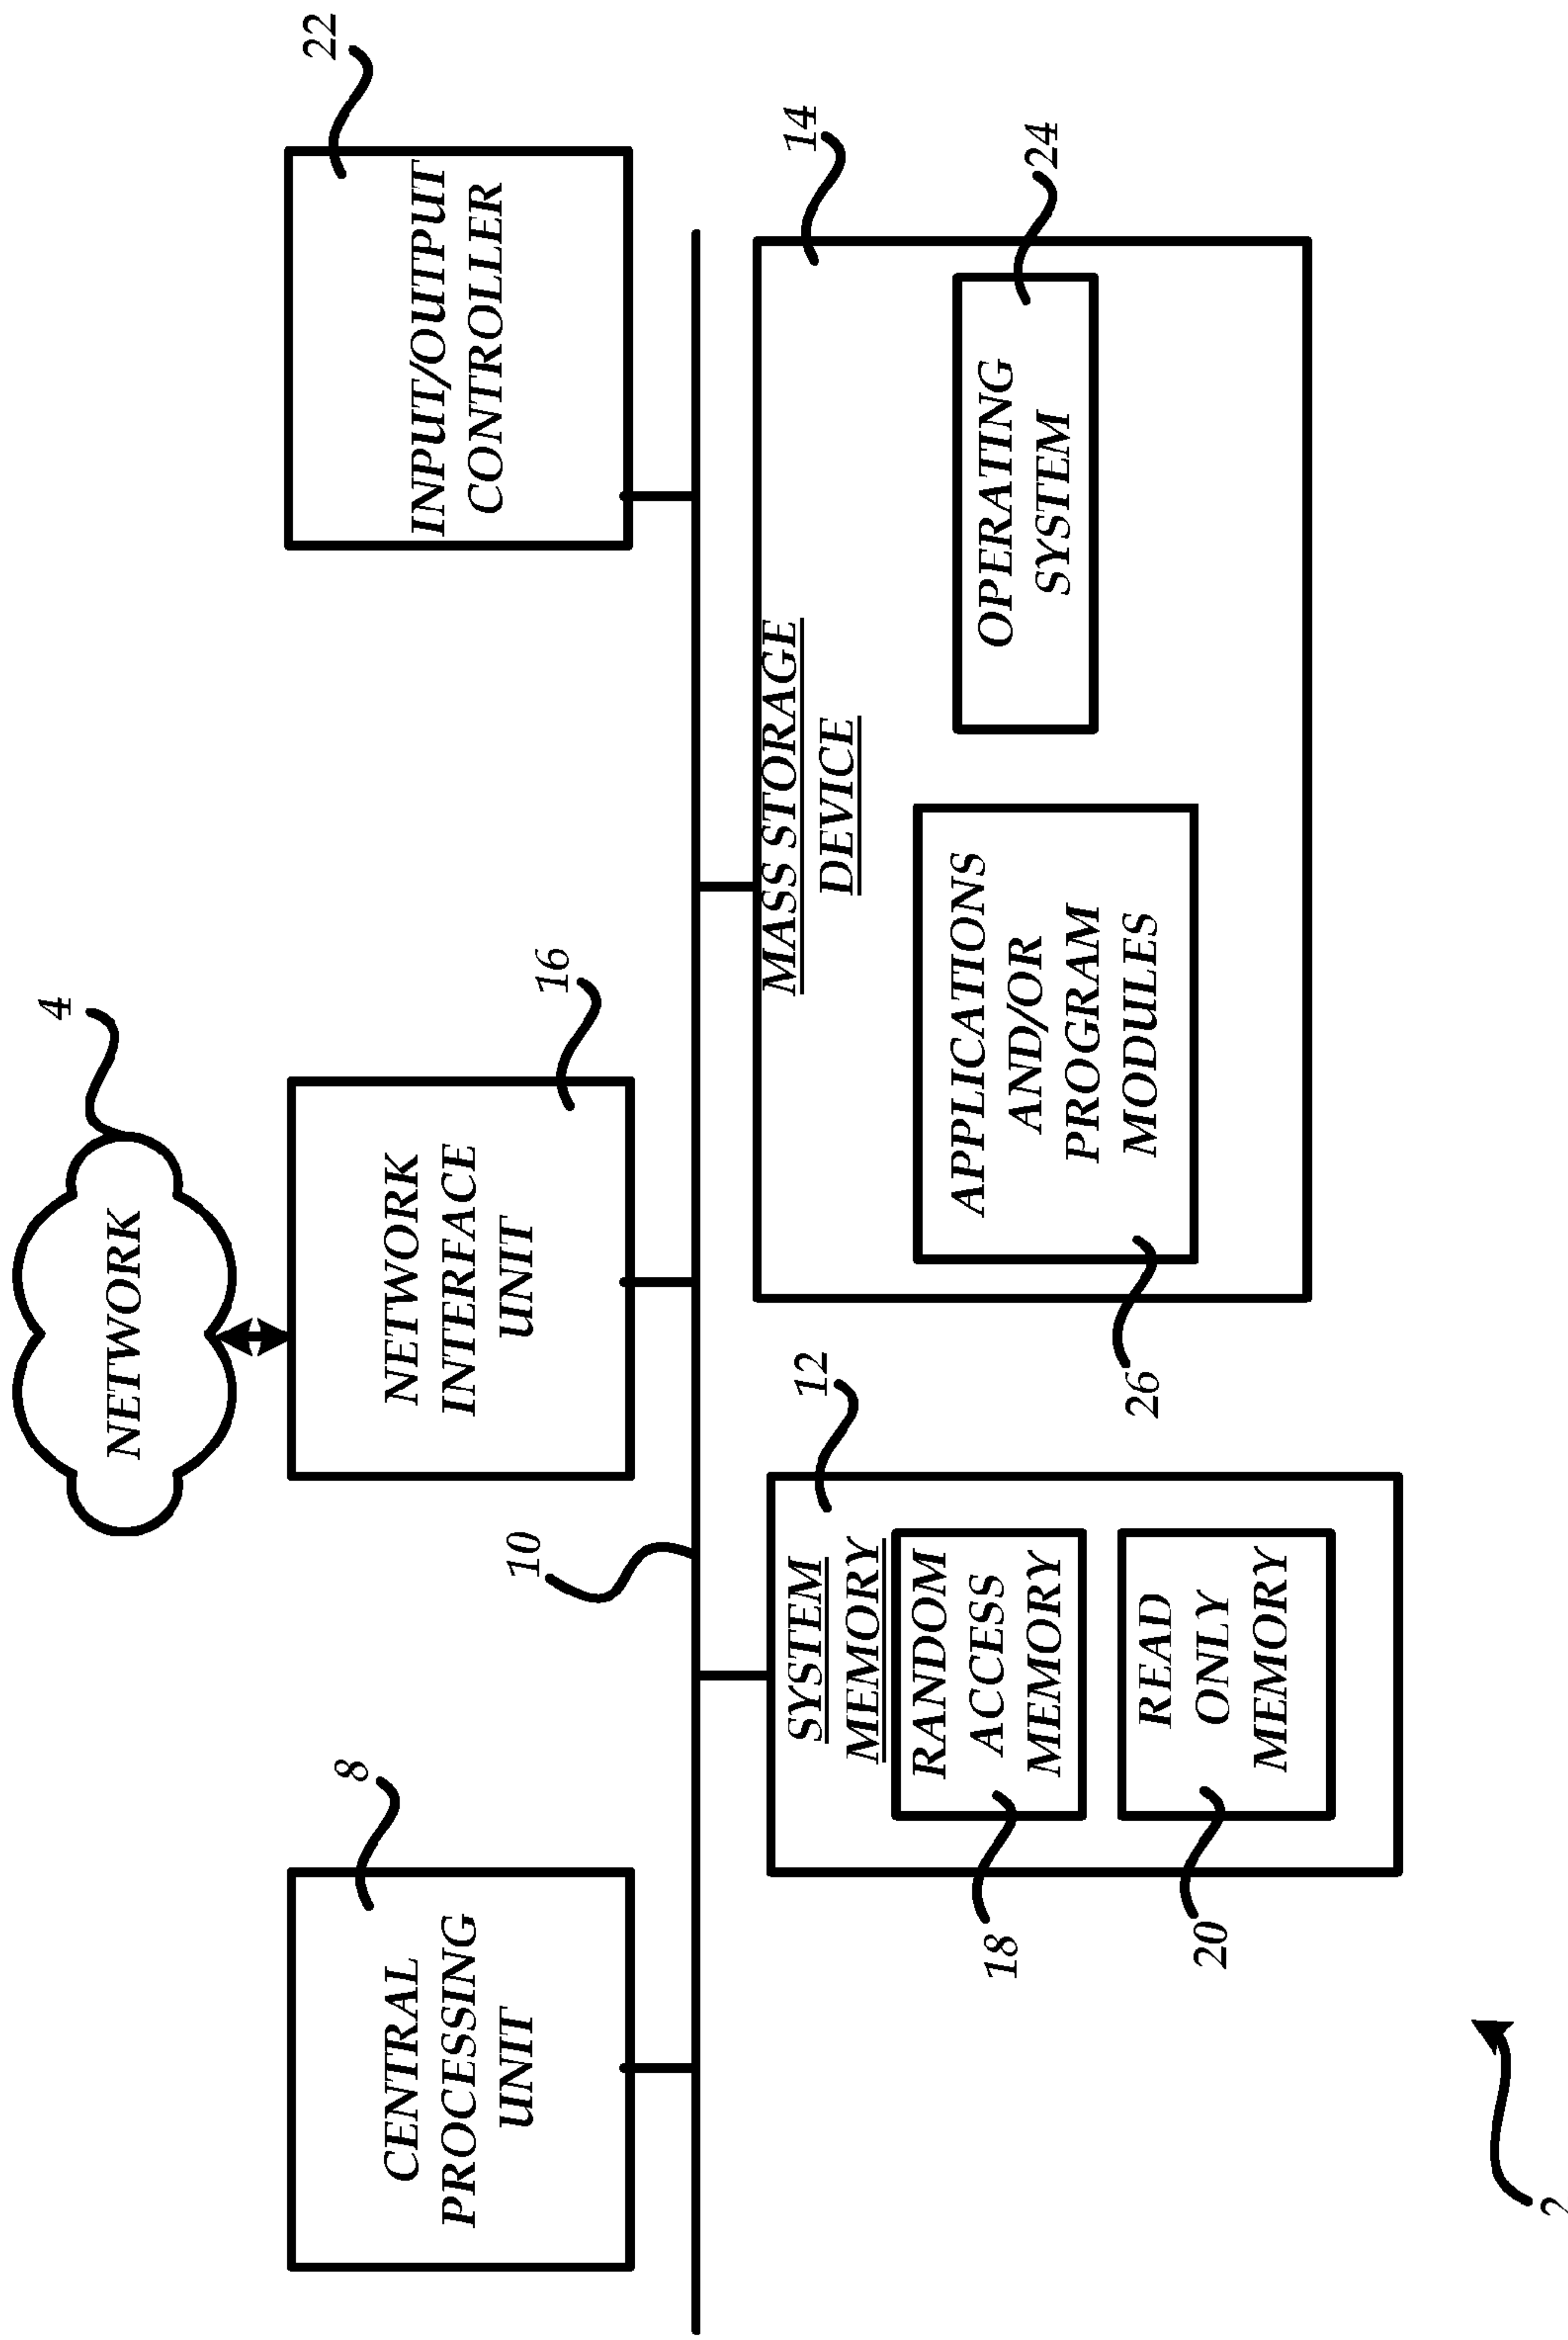 4
NETWORK
8
CENTRAL
PROCESSING
UNIT
10
NETWORK
INTERFACE
UNIT
16
22
INPUT/OUTPUT
CONTROLLER
12
SYSTEM
MEMORY
RANDOM
ACCESS
MEMORY
18
READ
ONLY
MEMORY
20
14
MASS STORAGE
DEVICE
24
OPERATING
SYSTEM
APPLICATIONS
AND/OR
PROGRAM
MODULES
26
2